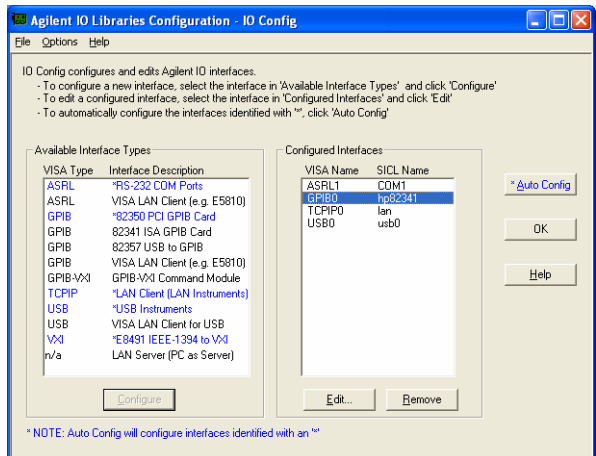 Agilent IO Libraries Configuration - IO Config
File Options Help
IO Config configures and edits Agilent IO interfaces.
- To configure a new interface, select the interface in 'Available Interface Types' and click 'Configure'
- To edit a configured interface, select the interface in 'Configured Interfaces' and click 'Edit'
- To automatically configure the interfaces identified with '*', click 'Auto Config'
Available Interface Types
VISA Type Interface Description
ASRL *RS-232 COM Ports
ASRL VISA LAN Client (e.g. E5810)
GPIB *82350 PCI GPIB Card
GPIB 82341 ISA GPIB Card
GPIB 82357 USB to GPIB
GPIB VISA LAN Client (e.g. E5810)
GPIB-VXI GPIB-VXI Command Module
TCPIP *LAN Client (LAN Instruments)
USB *USB Instruments
USB VISA LAN Client for USB
VXI *E8491 IEEE-1394 to VXI
n/a LAN Server (PC as Server)
Configure
Configured Interfaces
VISA Name SICL Name
ASRL1 COM1
GPIB0 hp82341
TCPIP0 lan
USB0 usb0
Edit... Remove
* Auto Config
OK
Help
* NOTE: Auto Config will configure interfaces identified with an '*'